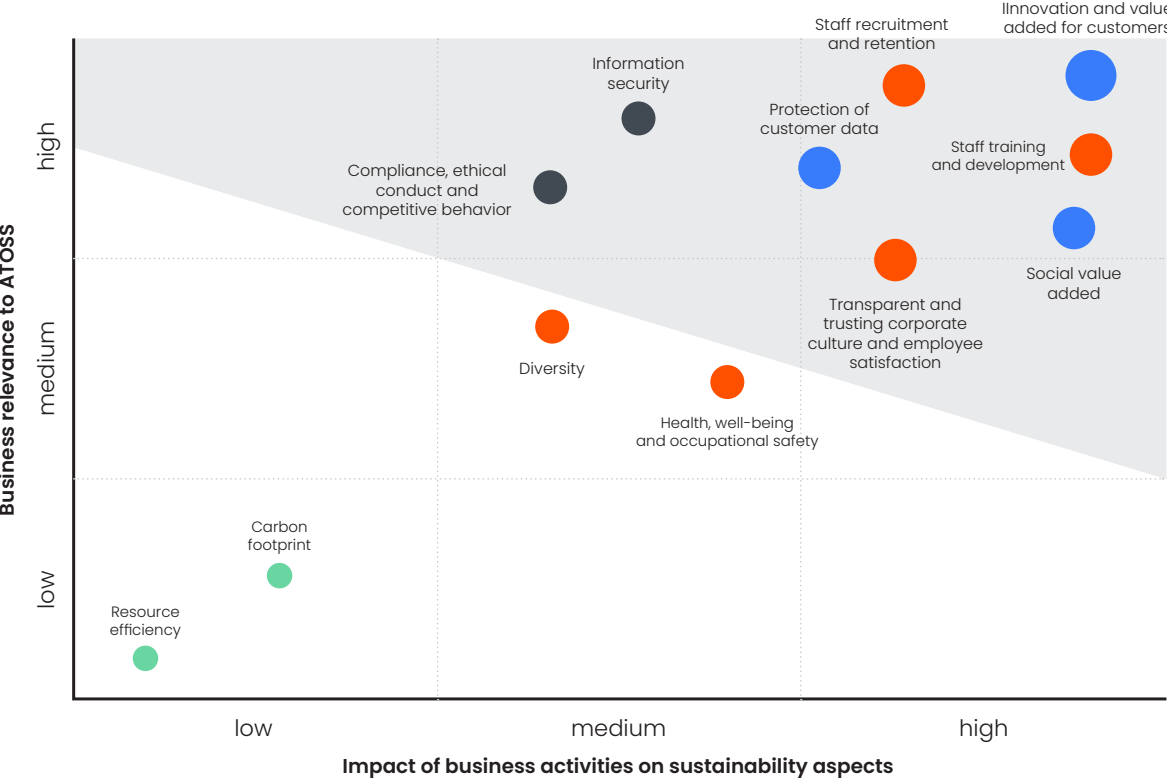 IInnovation and value
added for customers
Staff recruitment
and retention
Information
security
Protection of
customer data
Staff training
and development
Compliance, ethical
conduct and
competitive behavior
Social value
added
Transparent and
trusting corporate
culture and employee
satisfaction
Diversity
Health, well-being
and occupational safety
Carbon
footprint
Resource
efficiency
high
medium
low
Business relevance to ATOSS
low
medium
high
Impact of business activities on sustainability aspects